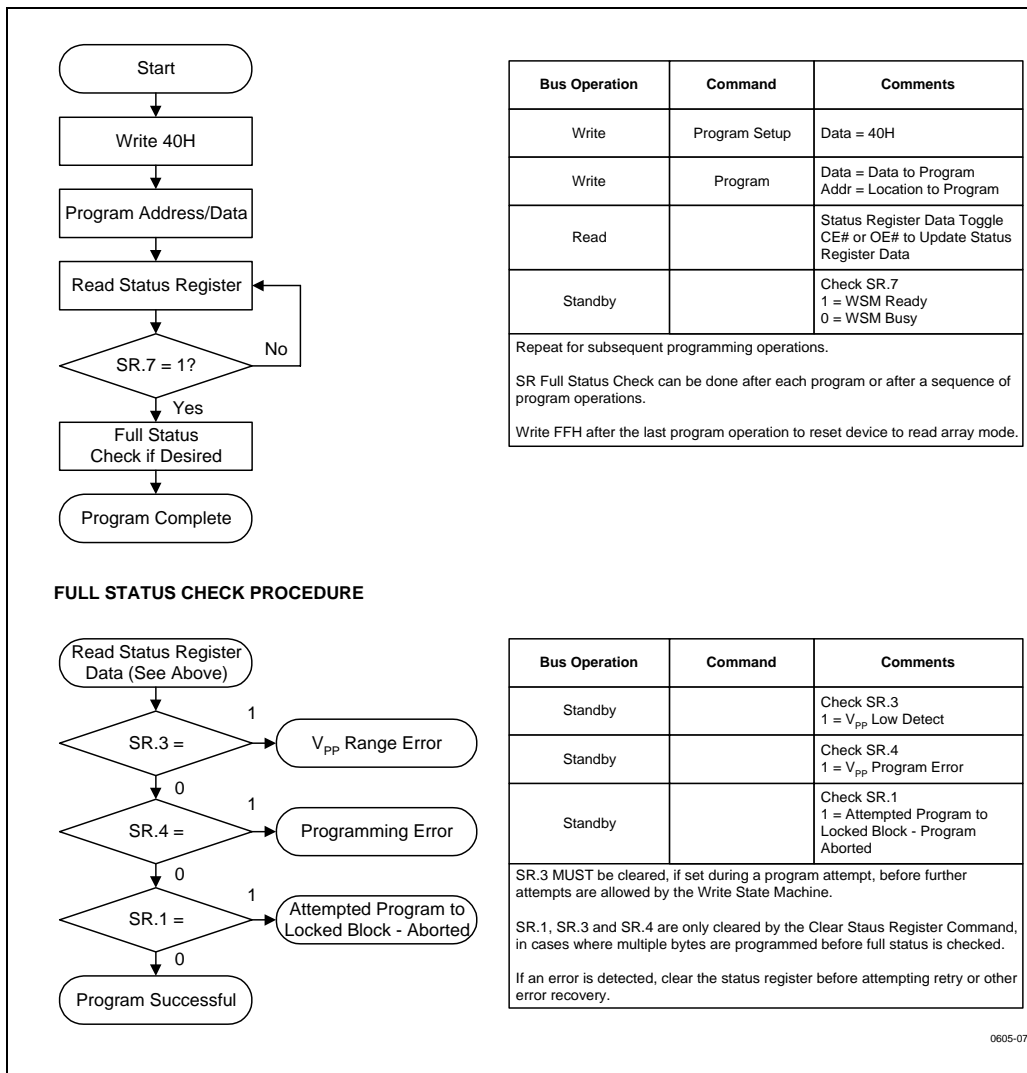 Start
Write 40H
Program Address/Data
Read Status Register
SR.7 = 1?
No
Yes
Full Status
Check if Desired
Program Complete
Bus Operation Command Comments
Write Program Setup Data = 40H
Write Program Data = Data to Program
Addr = Location to Program
Read Status Register Data Toggle
CE# or OE# to Update Status
Register Data
Standby Check SR.7
1 = WSM Ready
0 = WSM Busy
Repeat for subsequent programming operations.
SR Full Status Check can be done after each program or after a sequence of
program operations.
Write FFH after the last program operation to reset device to read array mode.
FULL STATUS CHECK PROCEDURE
Read Status Register
Data (See Above)
SR.3 =
1
VPP Range Error
0
SR.4 =
1
Programming Error
0
SR.1 =
1
Attempted Program to
Locked Block - Aborted
0
Program Successful
Bus Operation Command Comments
Standby Check SR.3
1 = VPP Low Detect
Standby Check SR.4
1 = VPP Program Error
Standby Check SR.1
1 = Attempted Program to
Locked Block - Program
Aborted
SR.3 MUST be cleared, if set during a program attempt, before further
attempts are allowed by the Write State Machine.
SR.1, SR.3 and SR.4 are only cleared by the Clear Staus Register Command,
in cases where multiple bytes are programmed before full status is checked.
If an error is detected, clear the status register before attempting retry or other
error recovery.
0605-07